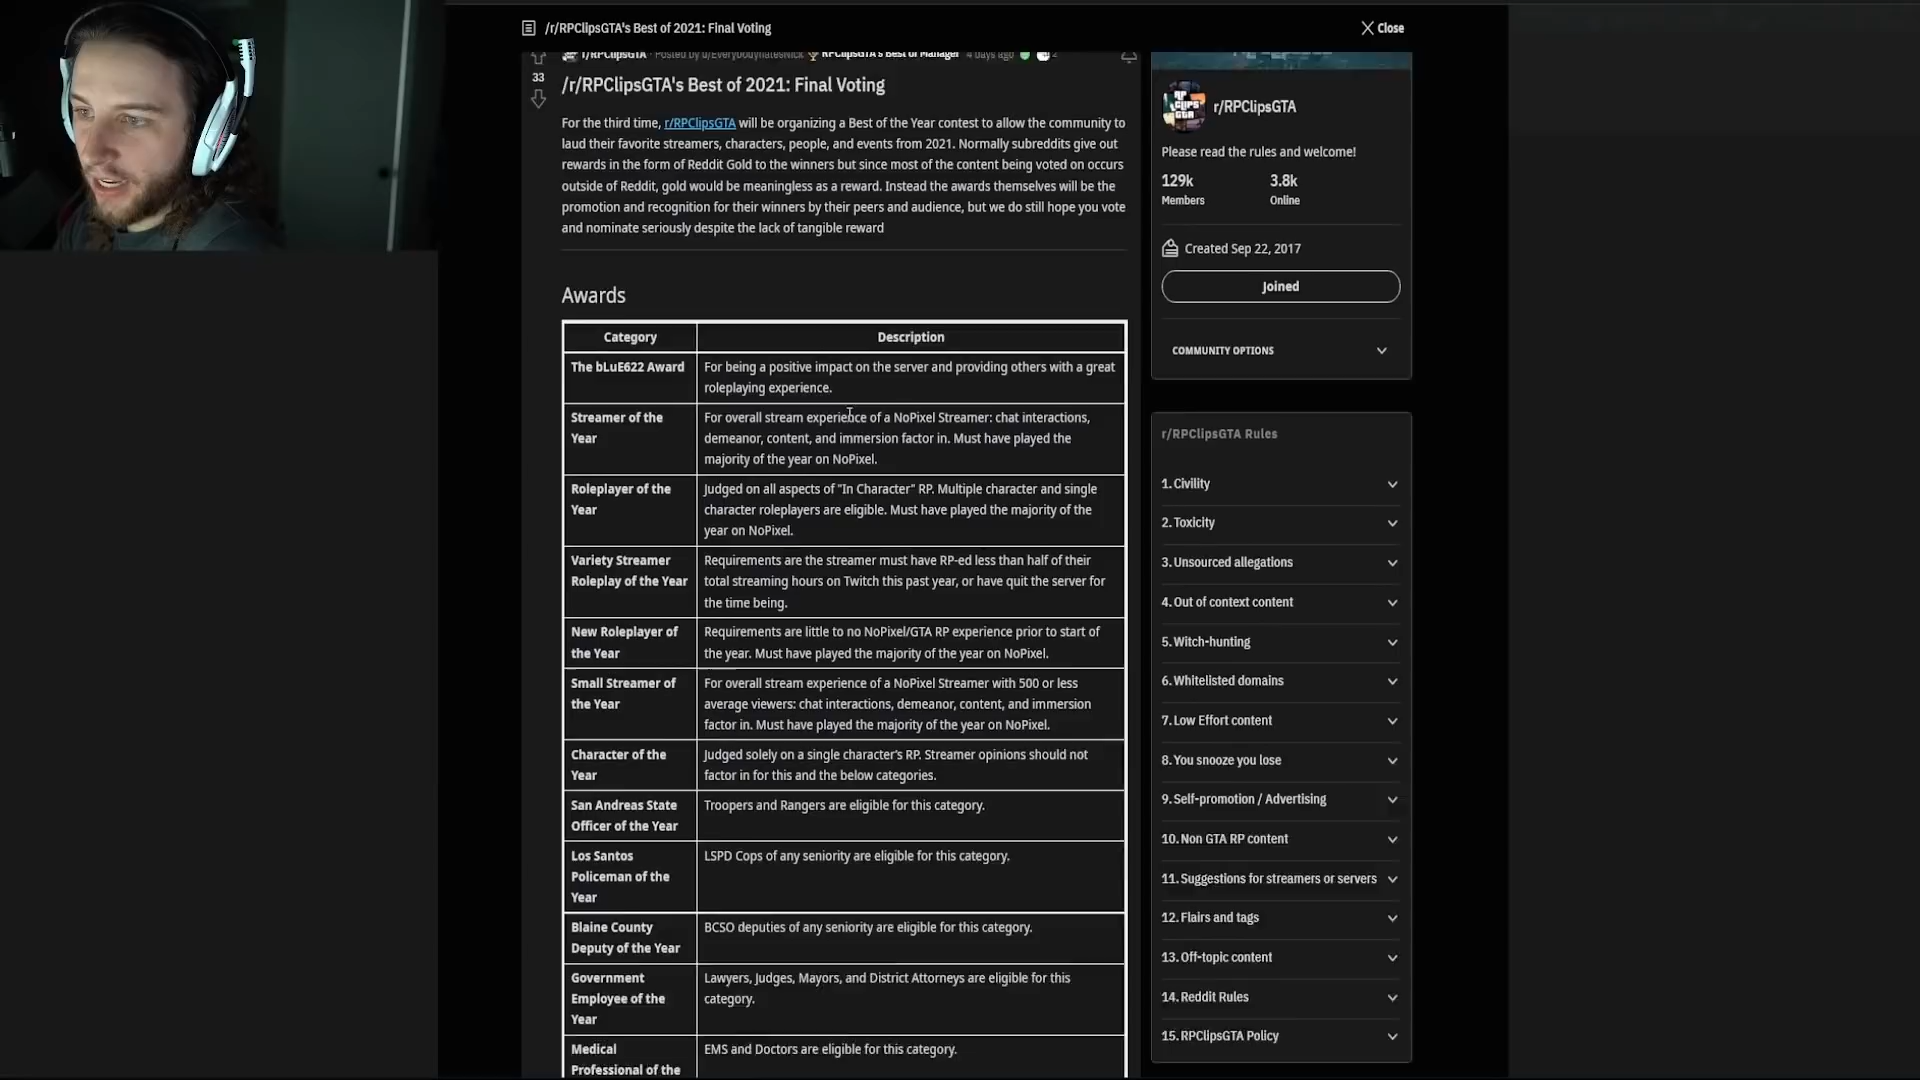 /r/RPClipsGTA's Best of 2021: Final Voting
Close
r/RPClipsGTA · Posted by u/EverybodyHatesNick RPClipsGTA's Best of Manager 4 days ago 2
33
/r/RPClipsGTA's Best of 2021: Final Voting
For the third time, r/RPClipsGTA will be organizing a Best of the Year contest to allow the community to
laud their favorite streamers, characters, people, and events from 2021. Normally subreddits give out
rewards in the form of Reddit Gold to the winners but since most of the content being voted on occurs
outside of Reddit, gold would be meaningless as a reward. Instead the awards themselves will be the
promotion and recognition for their winners by their peers and audience, but we do still hope you vote
and nominate seriously despite the lack of tangible reward
Awards
Category Description
The bLuE622 Award For being a positive impact on the server and providing others with a great
roleplaying experience.
Streamer of the For overall stream experience of a NoPixel Streamer: chat interactions,
Year demeanor, content, and immersion factor in. Must have played the
majority of the year on NoPixel.
Roleplayer of the Judged on all aspects of "In Character" RP. Multiple character and single
Year character roleplayers are eligible. Must have played the majority of the
year on NoPixel.
Variety Streamer Requirements are the streamer must have RP-ed less than half of their
Roleplay of the Year total streaming hours on Twitch this past year, or have quit the server for
the time being.
New Roleplayer of Requirements are little to no NoPixel/GTA RP experience prior to start of
the Year the year. Must have played the majority of the year on NoPixel.
Small Streamer of For overall stream experience of a NoPixel Streamer with 500 or less
the Year average viewers: chat interactions, demeanor, content, and immersion
factor in. Must have played the majority of the year on NoPixel.
Character of the Judged solely on a single character's RP. Streamer opinions should not
Year factor in for this and the below categories.
San Andreas State Troopers and Rangers are eligible for this category.
Officer of the Year
Los Santos LSPD Cops of any seniority are eligible for this category.
Policeman of the
Year
Blaine County BCSO deputies of any seniority are eligible for this category.
Deputy of the Year
Government Lawyers, Judges, Mayors, and District Attorneys are eligible for this
Employee of the category.
Year
Medical EMS and Doctors are eligible for this category.
Professional of the
RP CLIPS GTA
r/RPClipsGTA
Please read the rules and welcome!
129k 3.8k
Members Online
Created Sep 22, 2017
Joined
COMMUNITY OPTIONS
r/RPClipsGTA Rules
1. Civility
2. Toxicity
3. Unsourced allegations
4. Out of context content
5. Witch-hunting
6. Whitelisted domains
7. Low Effort content
8. You snooze you lose
9. Self-promotion / Advertising
10. Non GTA RP content
11. Suggestions for streamers or servers
12. Flairs and tags
13. Off-topic content
14. Reddit Rules
15. RPClipsGTA Policy